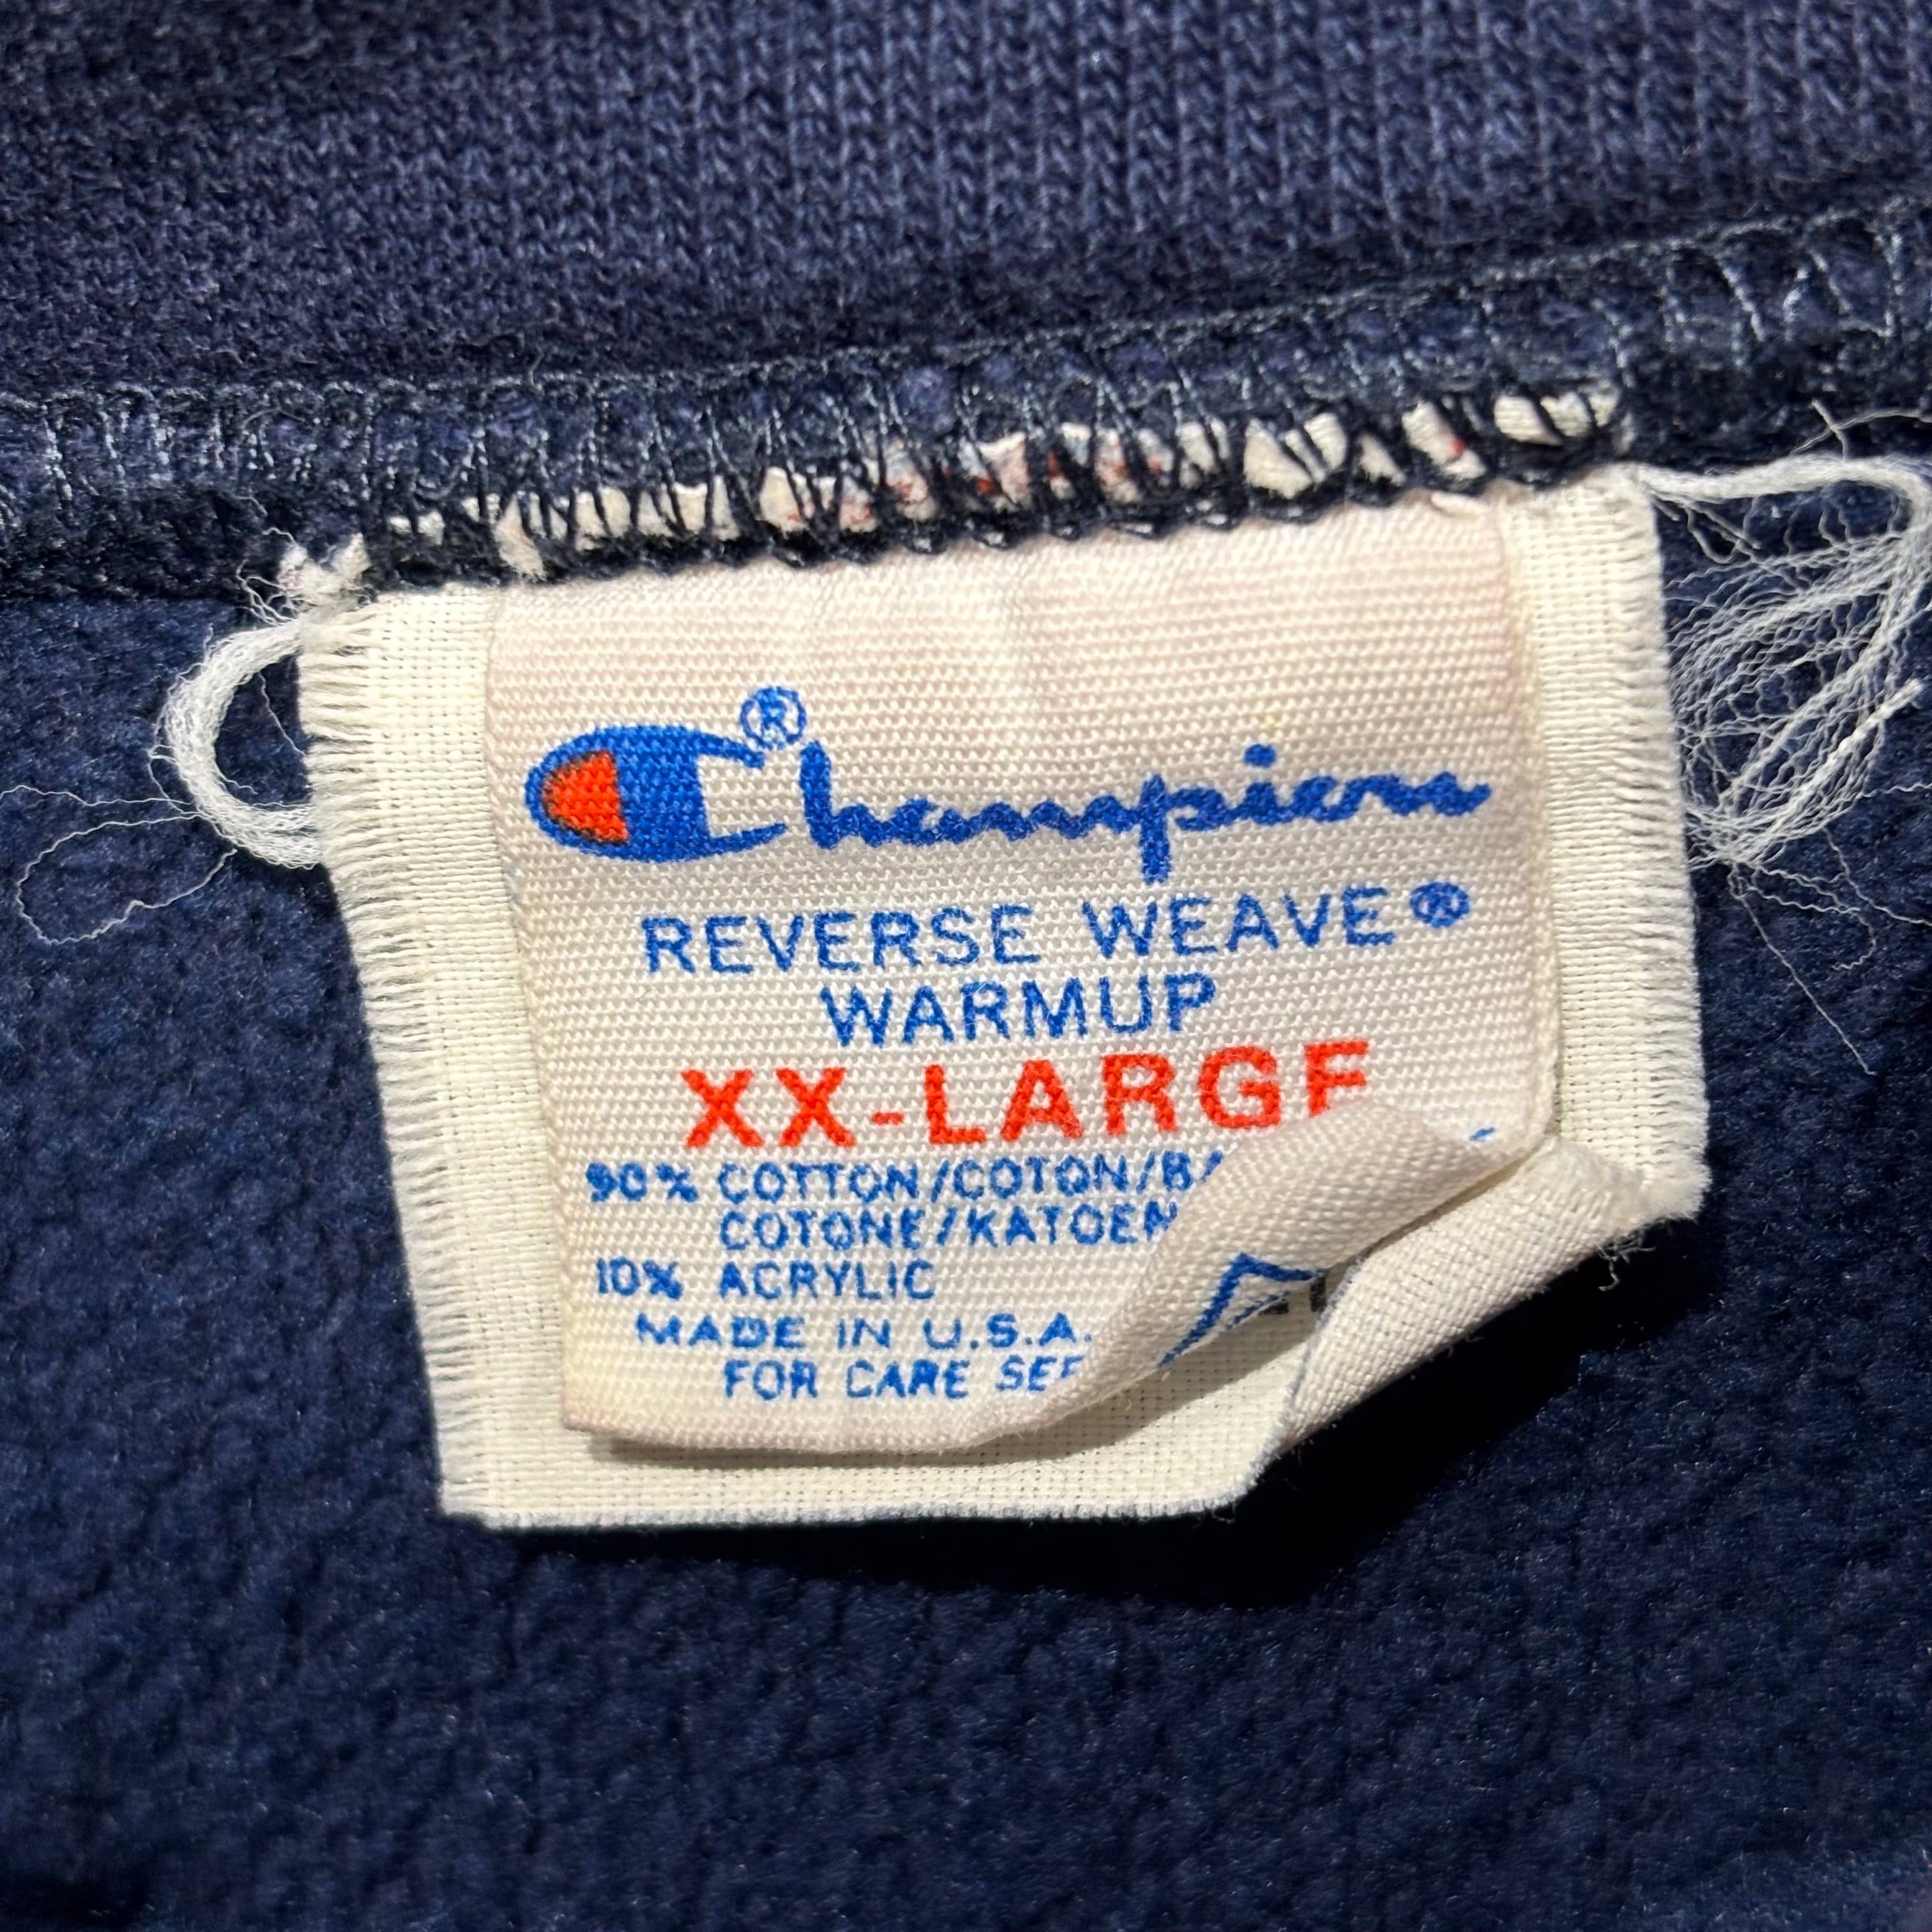 Champion®
REVERSE WEAVE®
WARMUP
XX-LARGE
90% COTTON/COTON/
COTONE/KATOEN
10% ACRYLIC
MADE IN U.S.A.
FOR CARE SEE